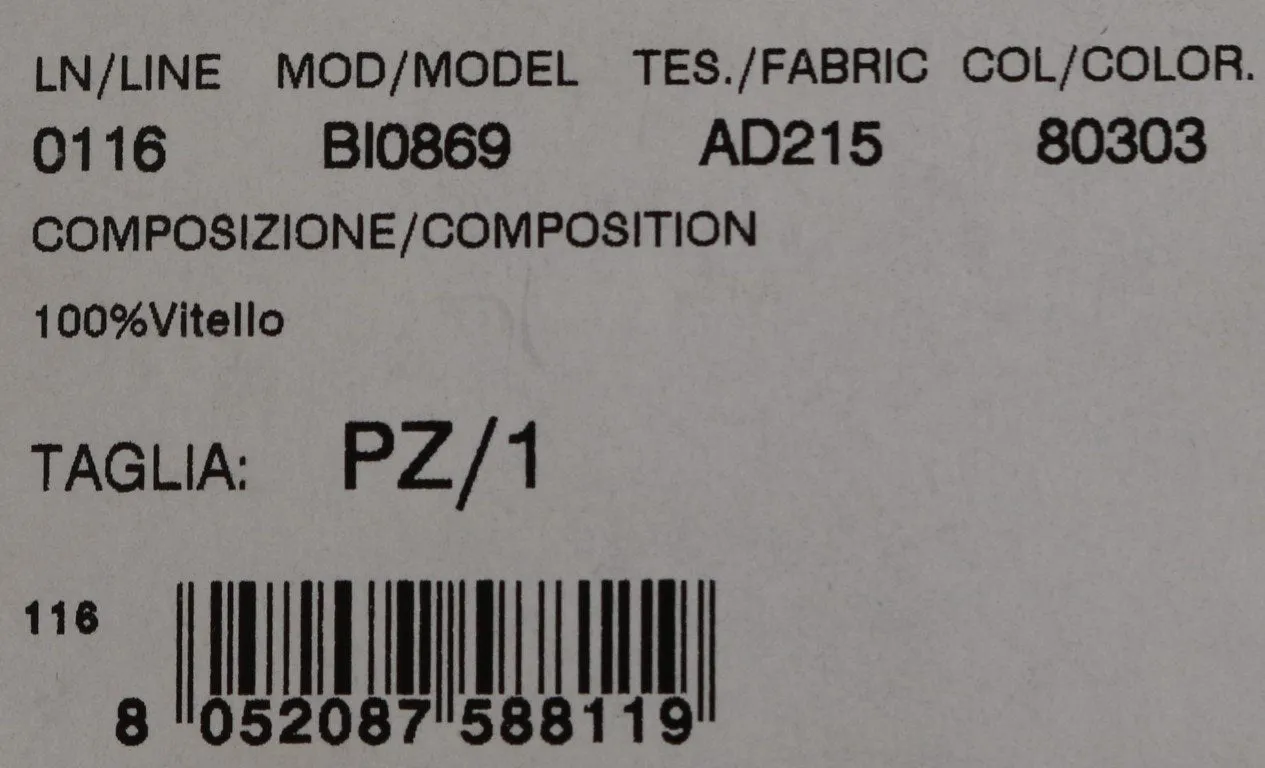 LN/LINE MOD/MODEL TES./FABRIC COL/COLOR.
0116 BI0869 AD215 80303
COMPOSIZIONE/COMPOSITION
100%Vitello
TAGLIA: PZ/1
116
8 052087 588119